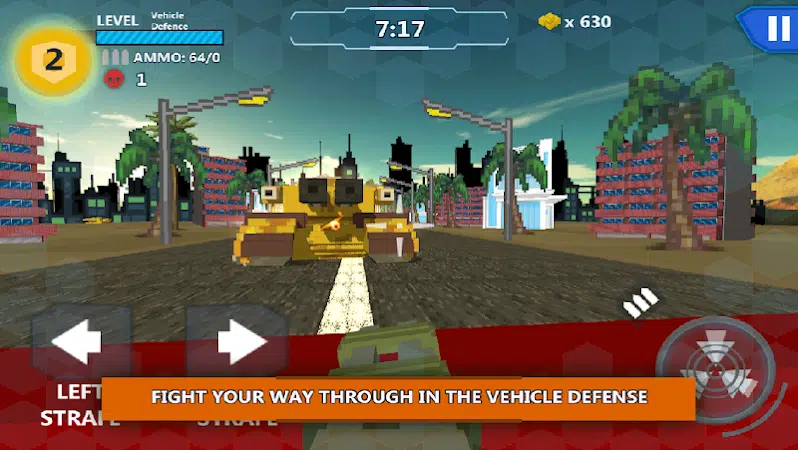 LEVEL
Vehicle
Defence
2
AMMO: 64/0
1
7:17
x 630
LEFT
STRAFE
STRAFE
FIGHT YOUR WAY THROUGH IN THE VEHICLE DEFENSE